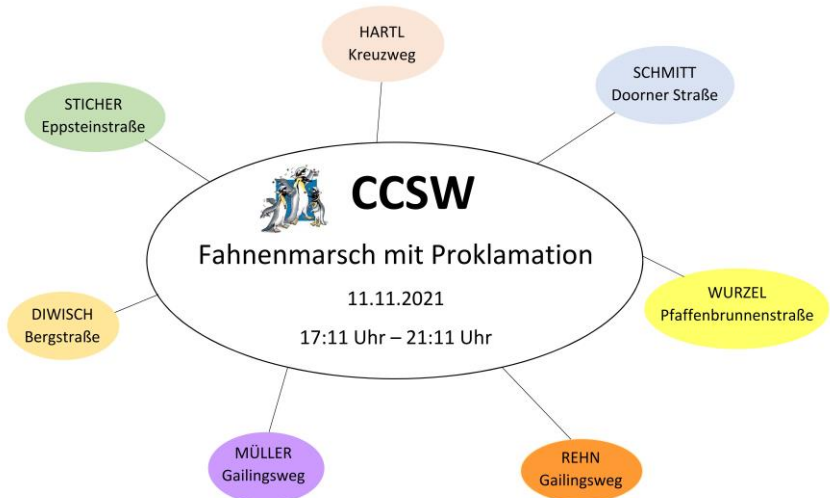 HARTL
Kreuzweg
SCHMITT
Doorner Straße
STICHER
Eppsteinstraße
CCSW
Fahnenmarsch mit Proklamation
11.11.2021
17:11 Uhr – 21:11 Uhr
WURZEL
Pfaffenbrunnenstraße
DIWISCH
Bergstraße
MÜLLER
Gailingsweg
REHN
Gailingsweg